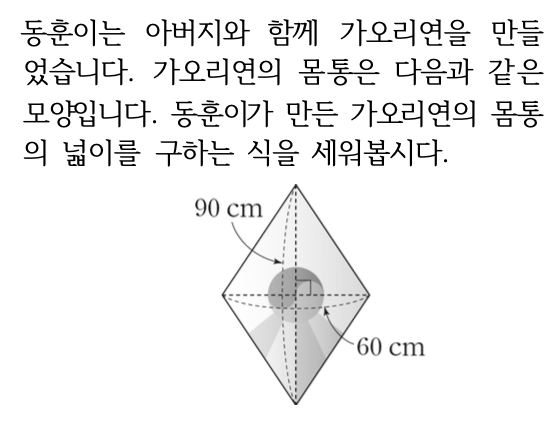 동훈이는 아버지와 함께 가오리연을 만들
었습니다. 가오리연의 몸통은 다음과 같은
모양입니다. 동훈이가 만든 가오리연의 몸통
의 넓이를 구하는 식을 세워봅시다.
90 cm
60 cm